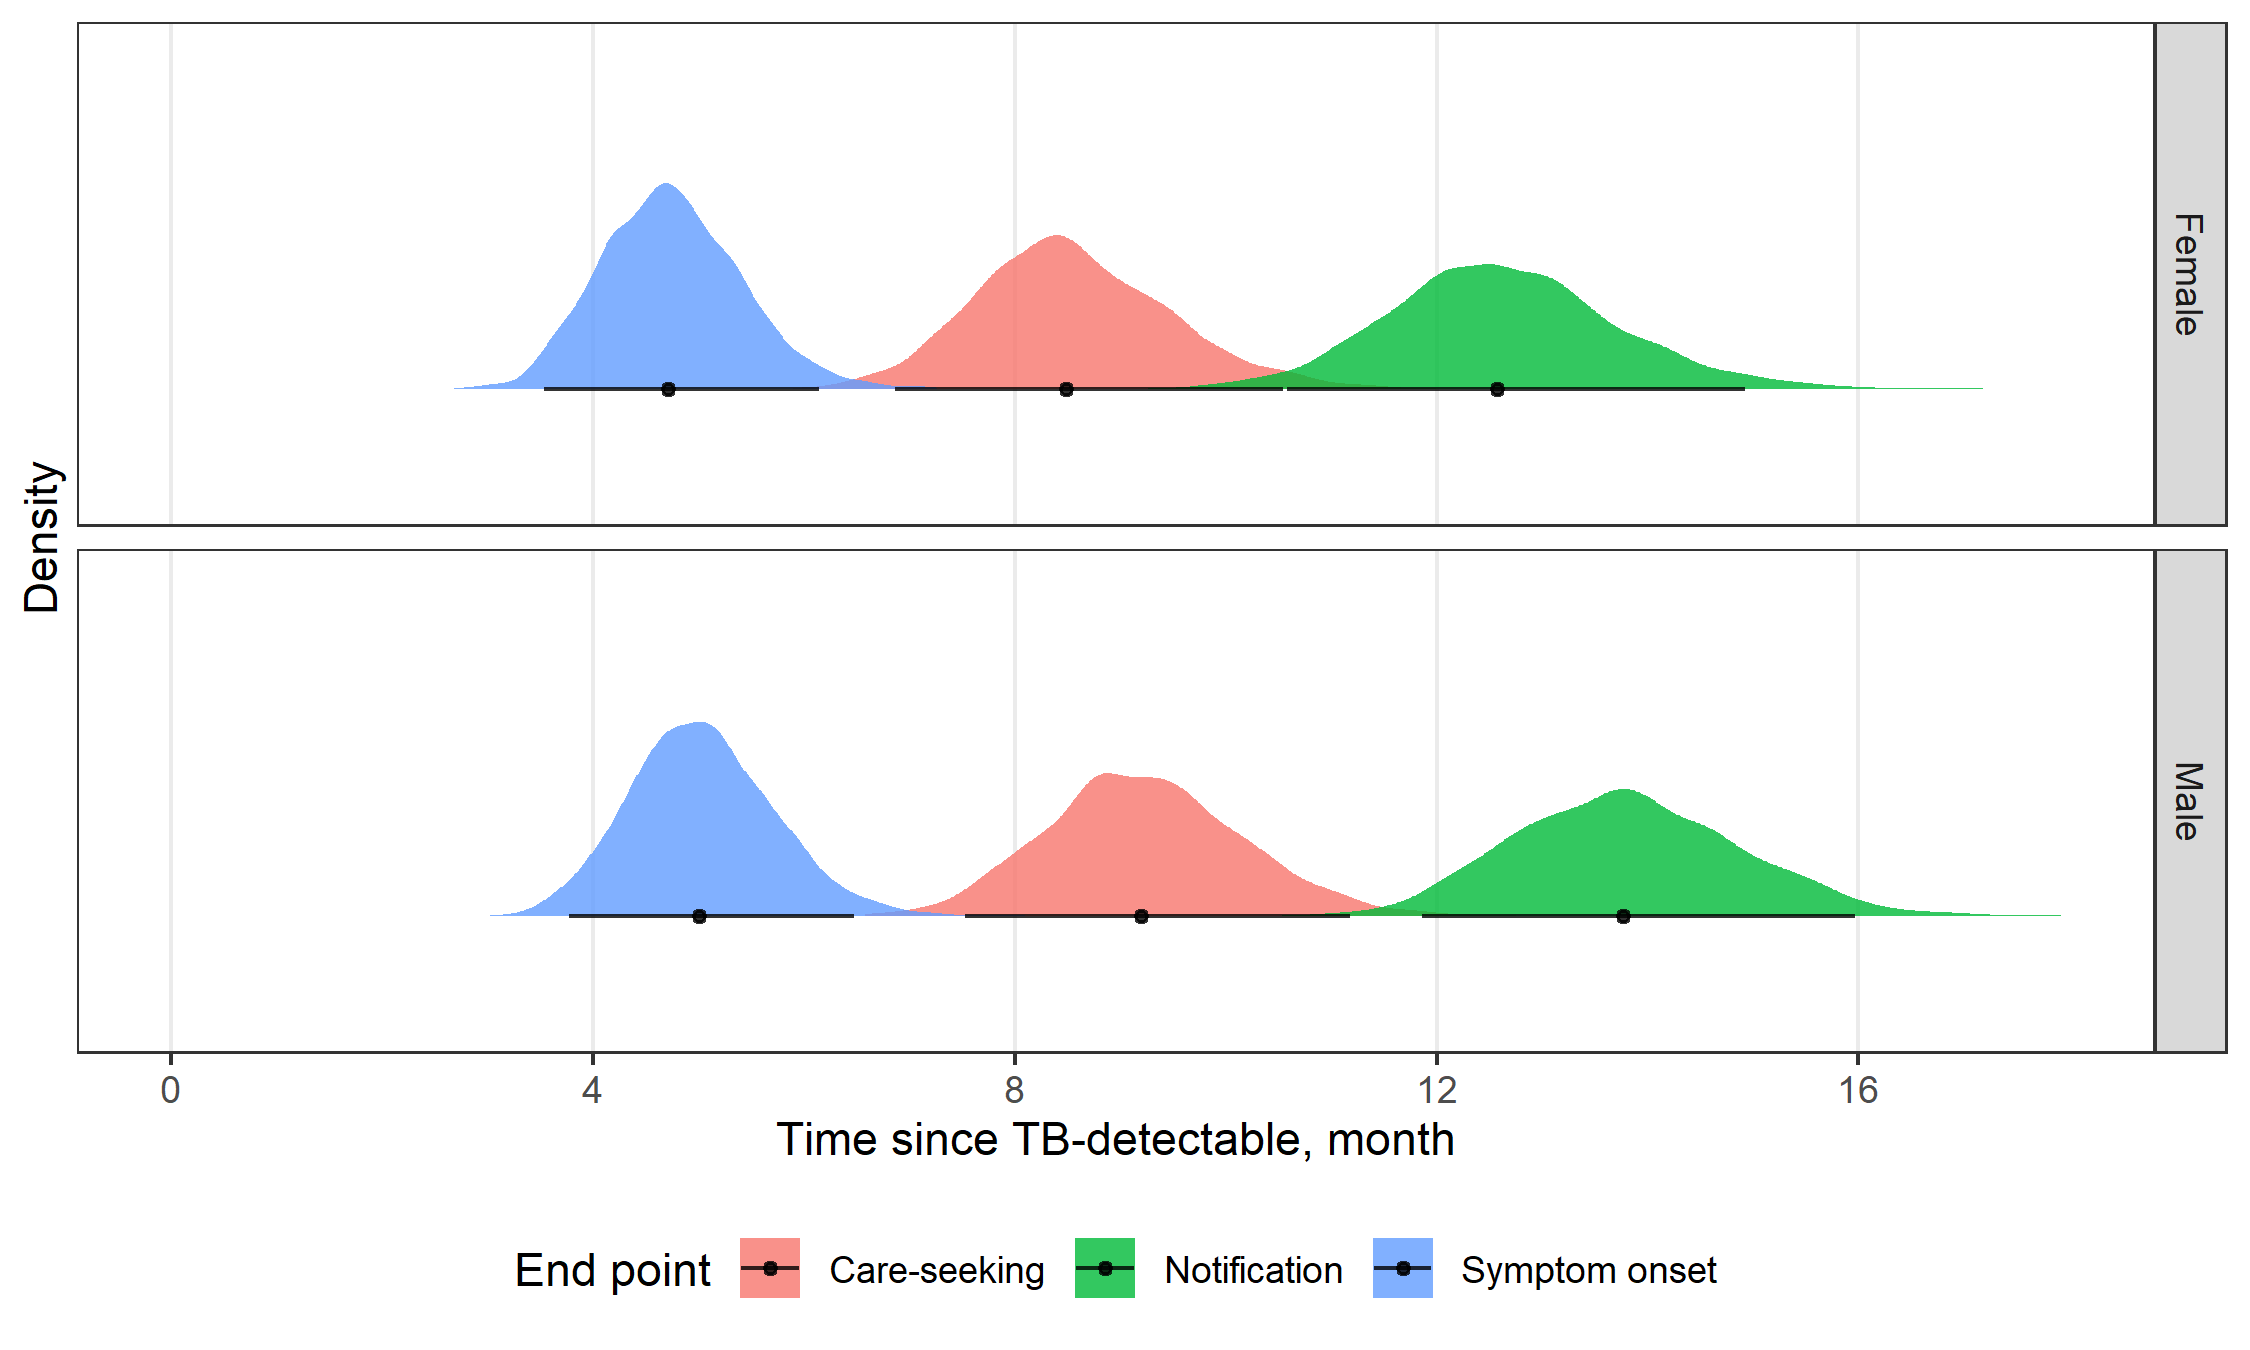 Female
Density
Male
0 4 8 12 16
Time since TB-detectable, month
End point Care-seeking Notification Symptom onset